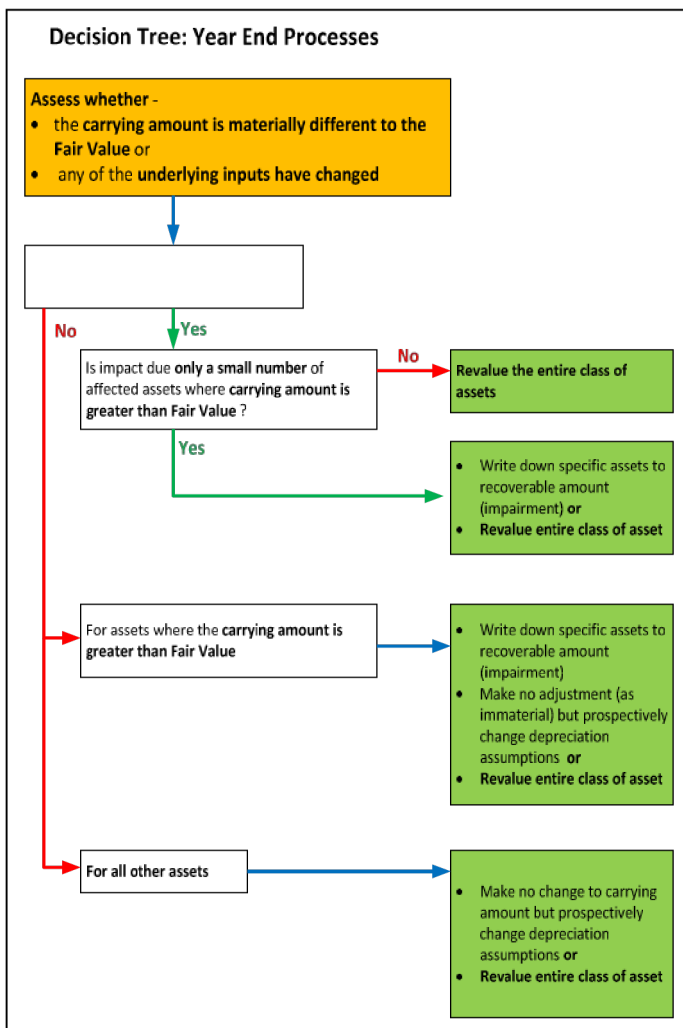 Decision Tree: Year End Processes
Assess whether -
• the carrying amount is materially different to the
Fair Value or
• any of the underlying inputs have changed
No
Yes
Is impact due only a small number of
affected assets where carrying amount is
greater than Fair Value ?
No
Revalue the entire class of
assets
Yes
• Write down specific assets to
recoverable amount
(impairment) or
• Revalue entire class of asset
For assets where the carrying amount is
greater than Fair Value
• Write down specific assets to
recoverable amount
(impairment)
• Make no adjustment (as
immaterial) but prospectively
change depreciation
assumptions or
• Revalue entire class of asset
For all other assets
• Make no change to carrying
amount but prospectively
change depreciation
assumptions or
• Revalue entire class of asset